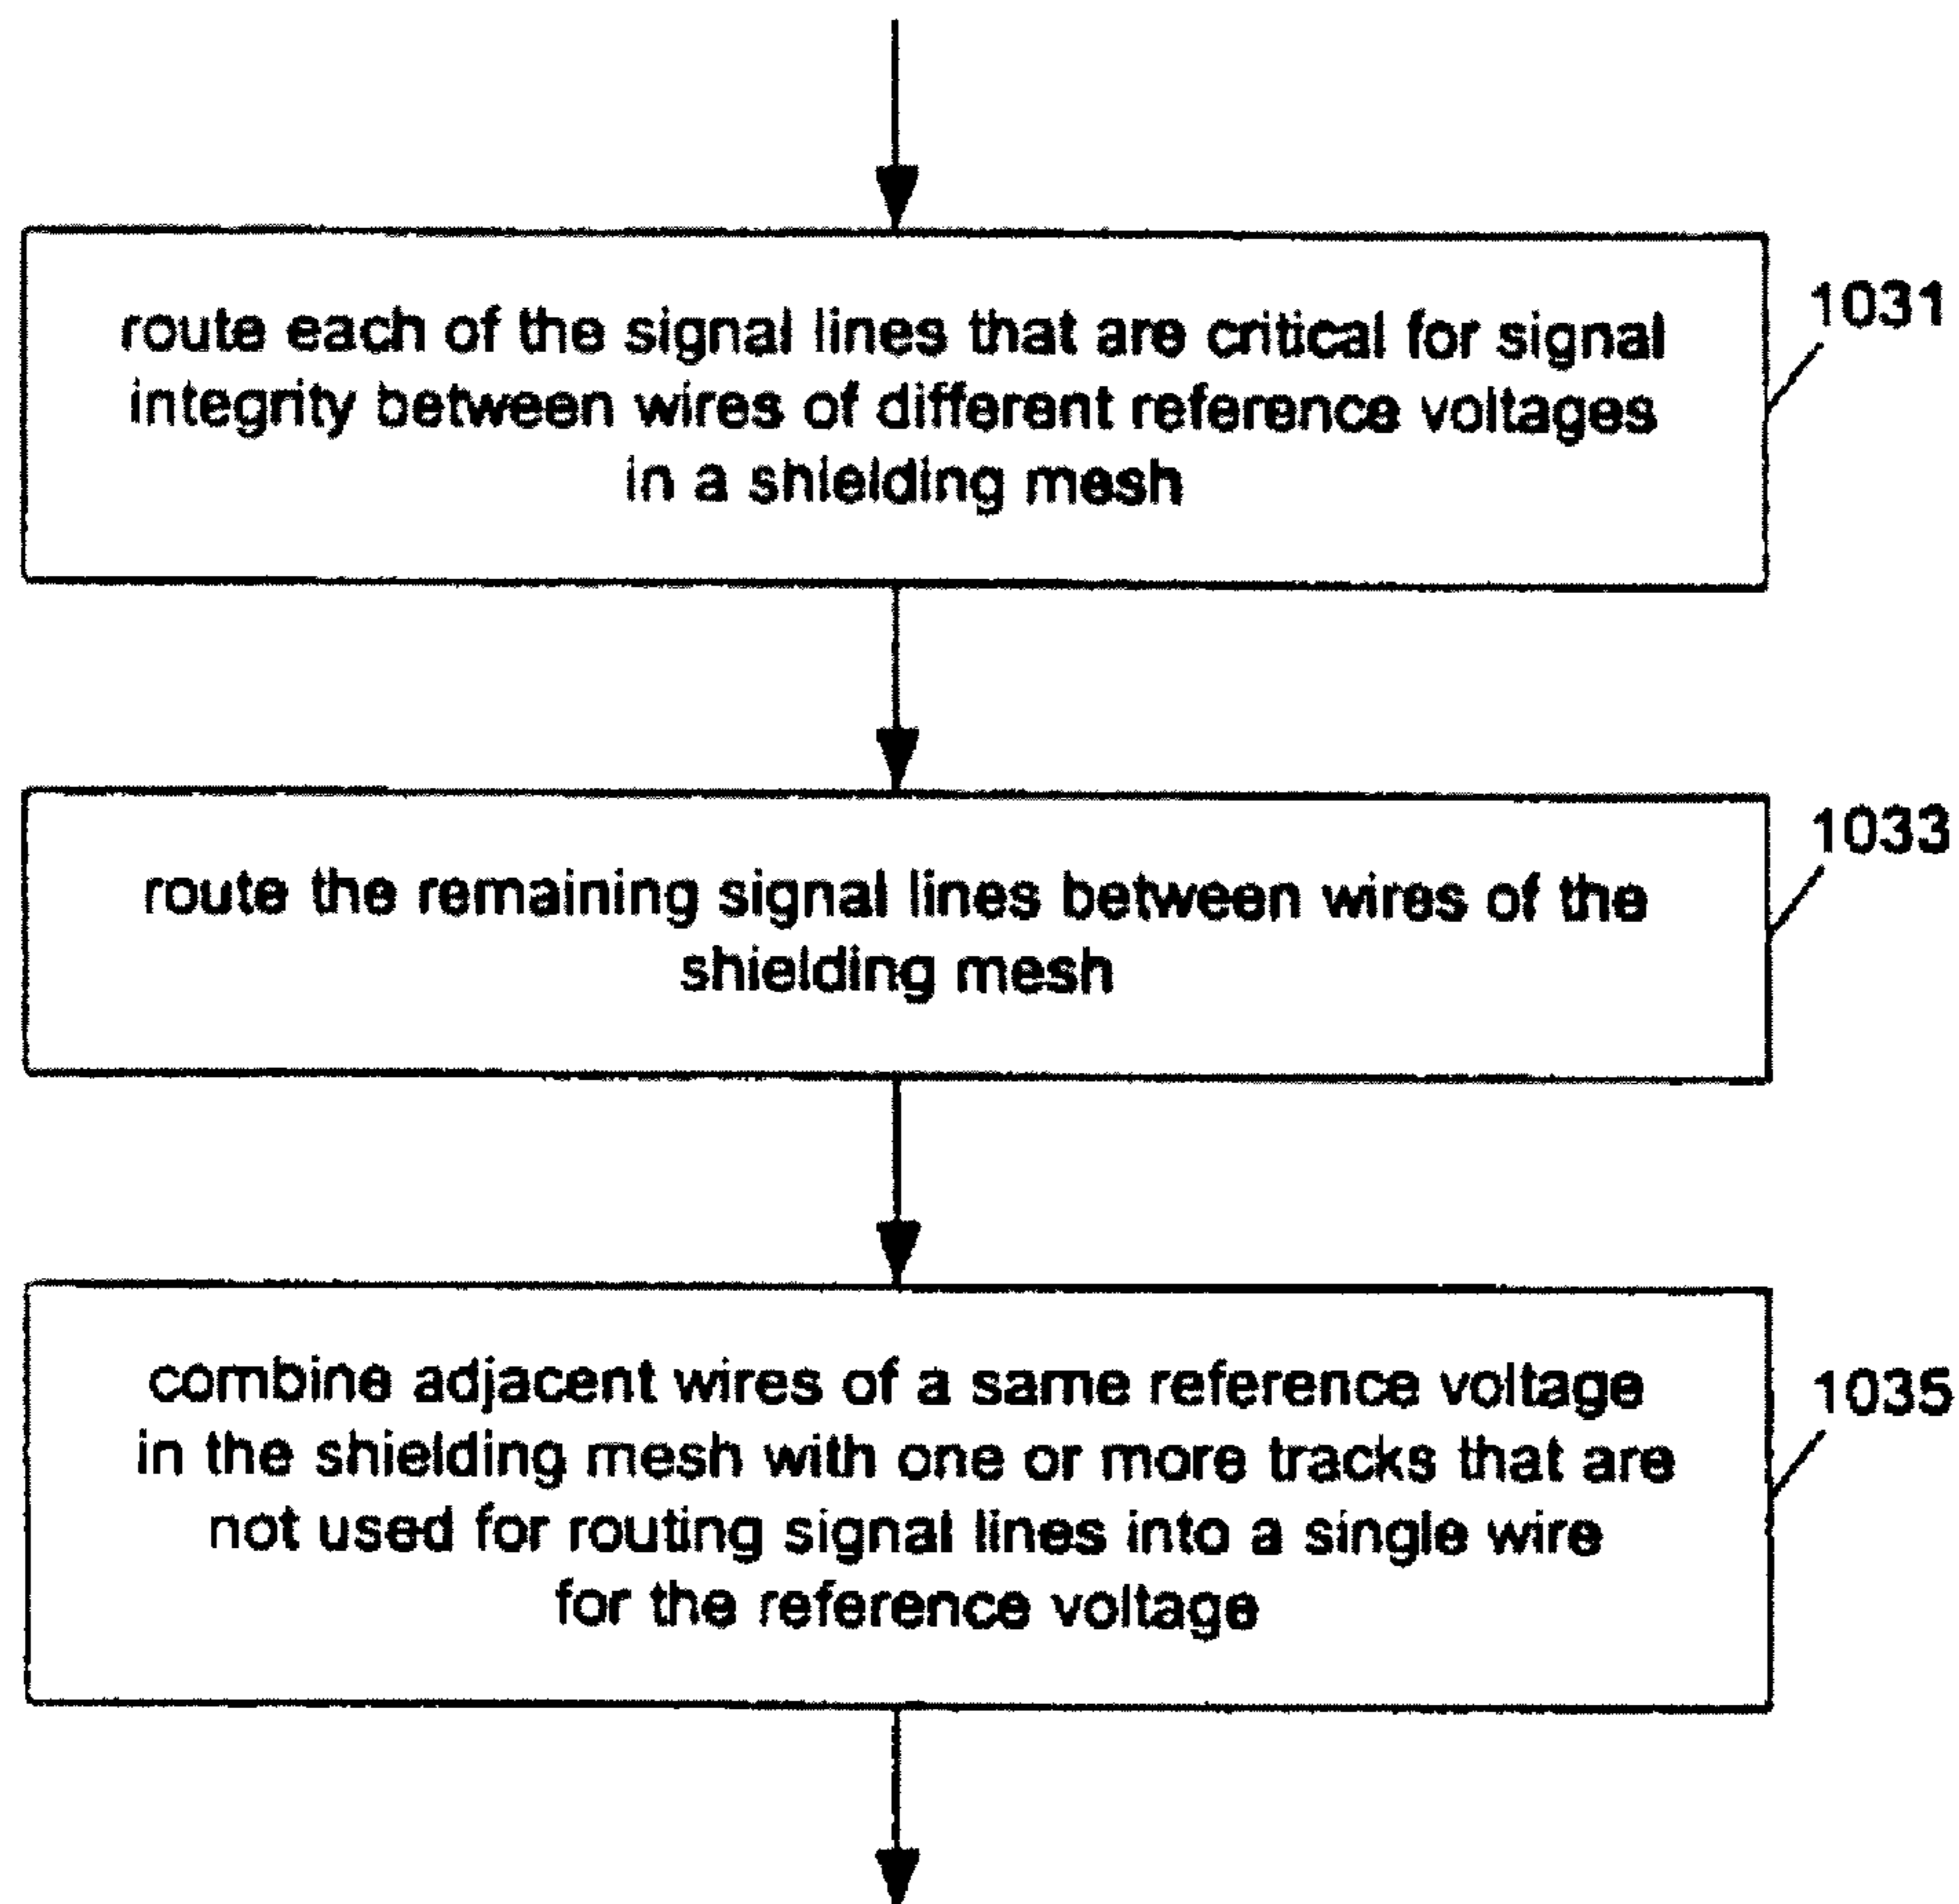 route each of the signal lines that are critical for signal
integrity between wires of different reference voltages
in a shielding mesh
1031
route the remaining signal lines between wires of the
shielding mesh
1033
combine adjacent wires of a same reference voltage
in the shielding mesh with one or more tracks that are
not used for routing signal lines into a single wire
for the reference voltage
1035